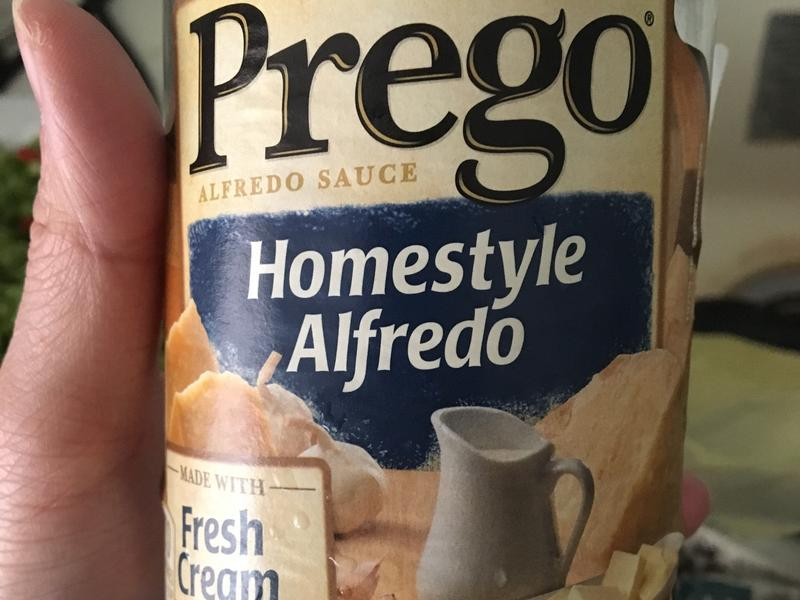 Prego®
ALFREDO SAUCE
Homestyle
Alfredo
MADE WITH
Fresh
Cream